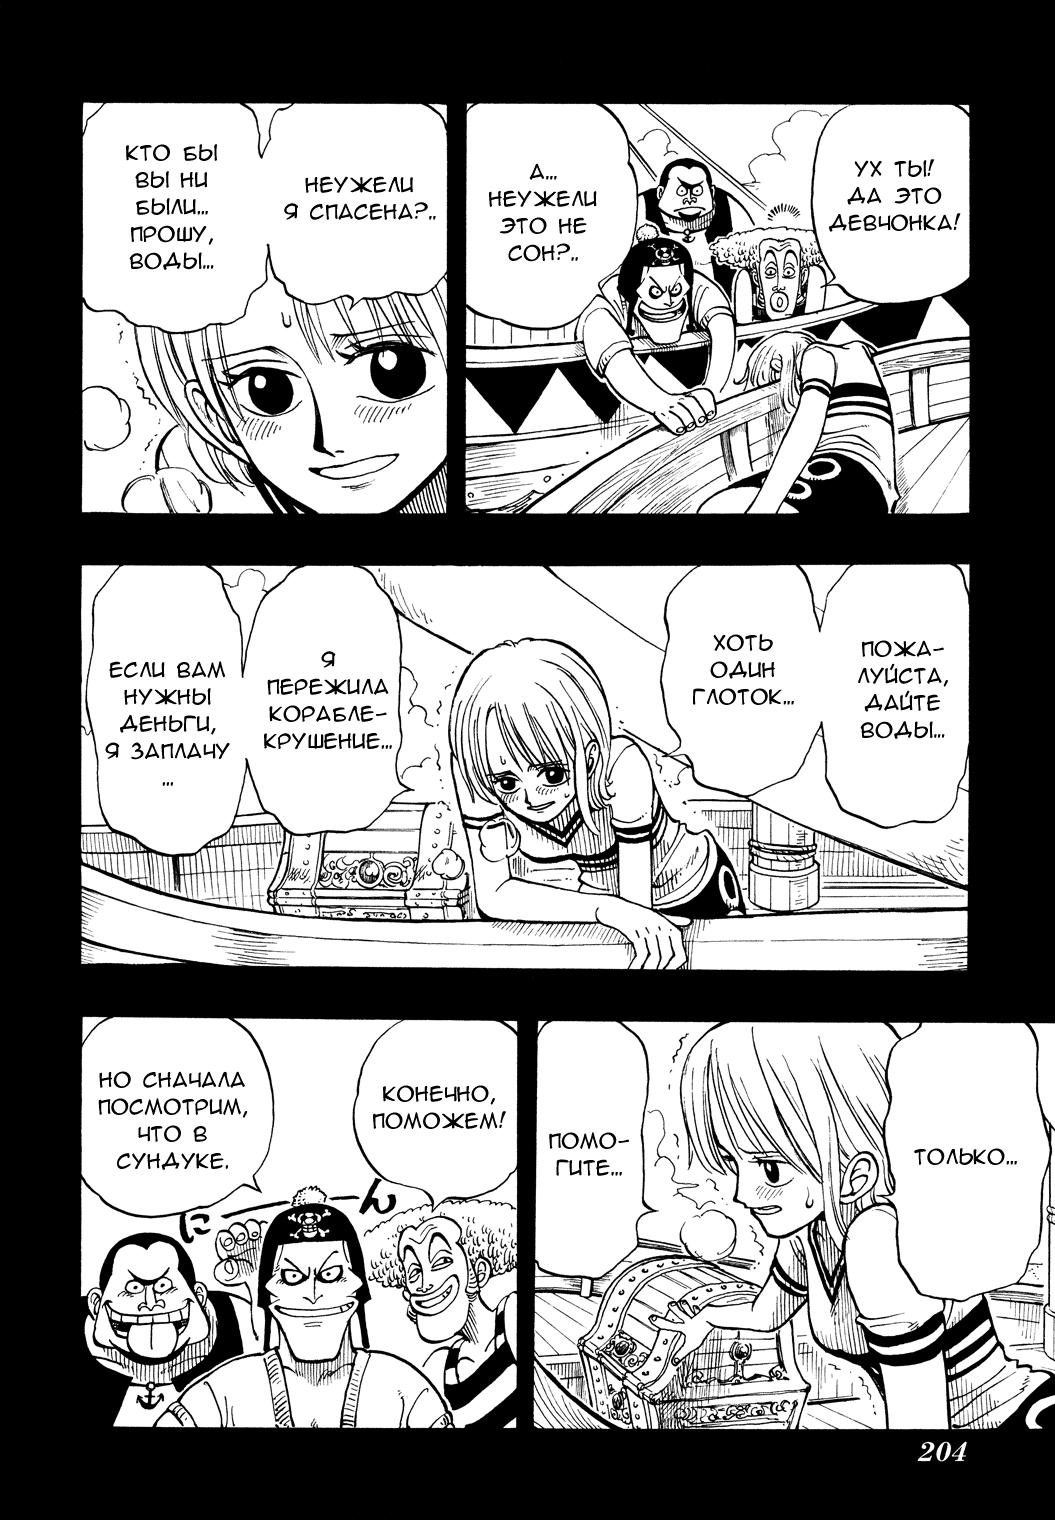 УХ ТЫ!
ДА ЭТО
ДЕВЧОНКА!
А...
НЕУЖЕЛИ
ЭТО НЕ
СОН?..
НЕУЖЕЛИ
Я СПАСЕНА?..
КТО БЫ
ВЫ НИ
БЫЛИ...
ПРОШУ,
ВОДЫ...
ПОЖА-
ЛУЙСТА,
ДАЙТЕ
ВОДЫ...
ХОТЬ
ОДИН
ГЛОТОК...
Я
ПЕРЕЖИЛА
КОРАБЛЕ-
КРУШЕНИЕ...
ЕСЛИ ВАМ
НУЖНЫ
ДЕНЬГИ,
Я ЗАПЛАЧУ
...
ТОЛЬКО...
ПОМО-
ГИТЕ...
КОНЕЧНО,
ПОМОЖЕМ!
НО СНАЧАЛА
ПОСМОТРИМ,
ЧТО В
СУНДУКЕ.
にーん
204